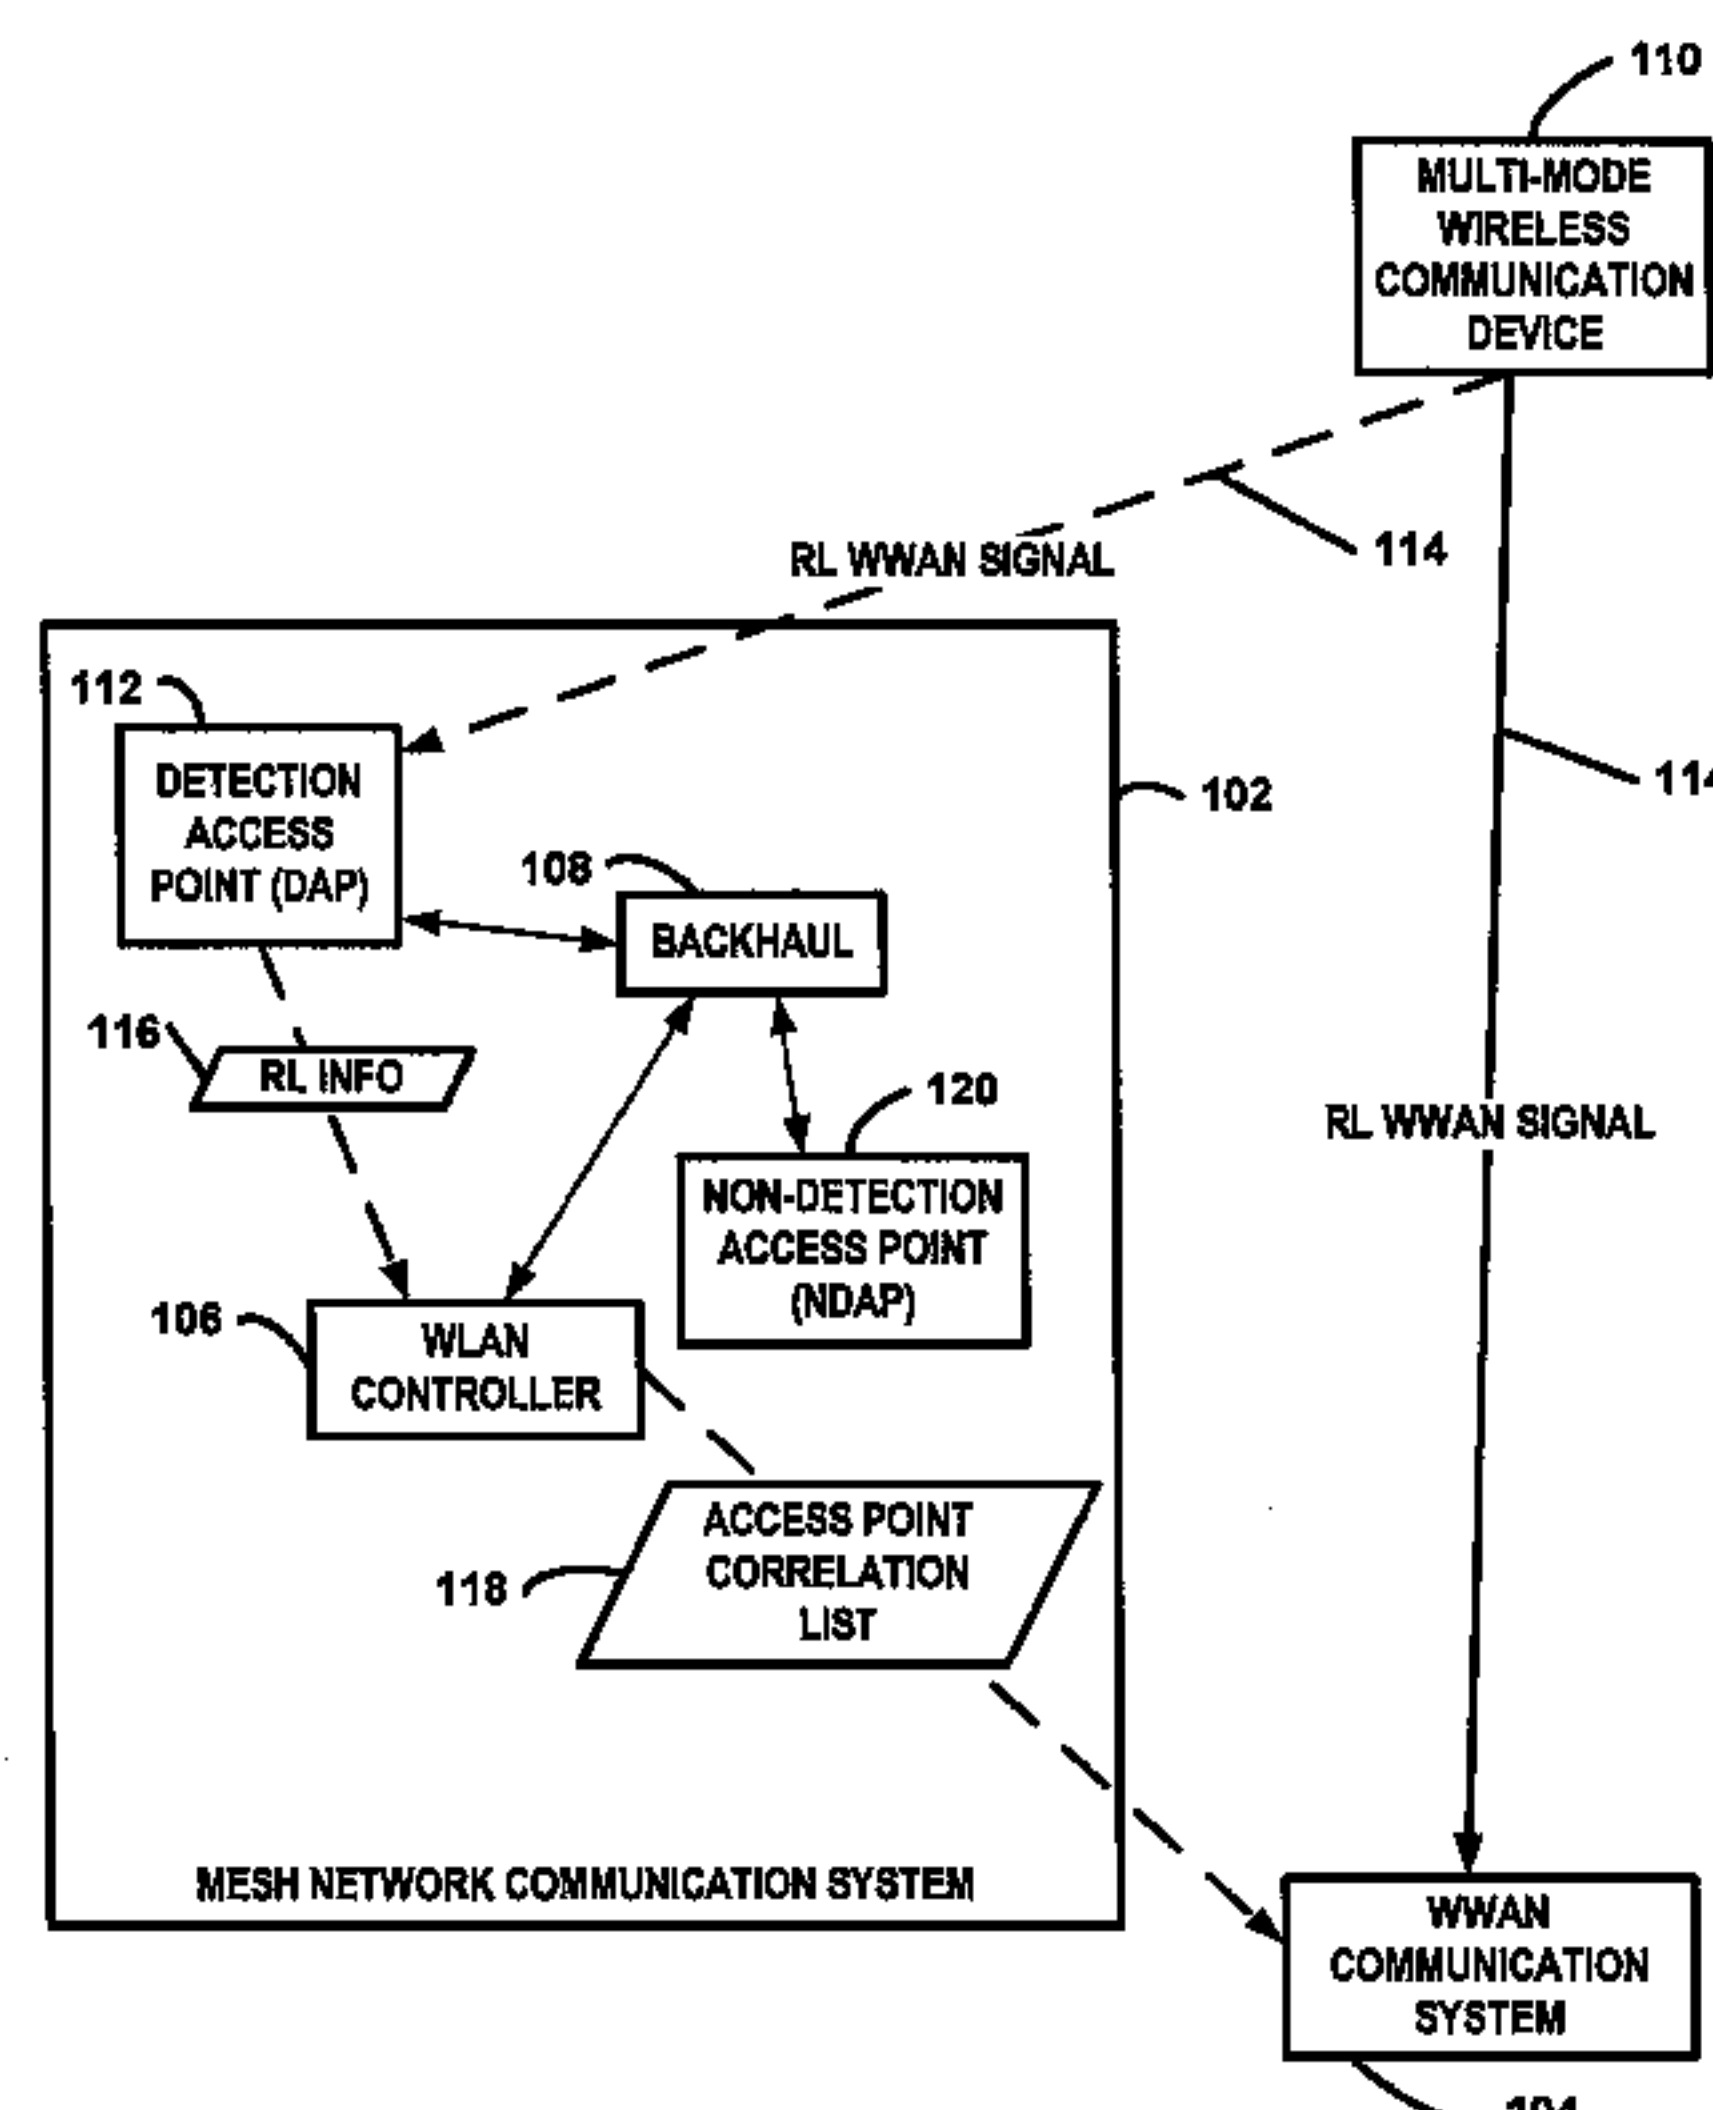 110
MULTI-MODE
WIRELESS
COMMUNICATION
DEVICE
114
RL WWAN SIGNAL
112
DETECTION
ACCESS
POINT (DAP)
102
114
108
BACKHAUL
116
RL INFO
120
RL WWAN SIGNAL
NON-DETECTION
ACCESS POINT
(NDAP)
106
WLAN
CONTROLLER
ACCESS POINT
CORRELATION
LIST
118
MESH NETWORK COMMUNICATION SYSTEM
WWAN
COMMUNICATION
SYSTEM